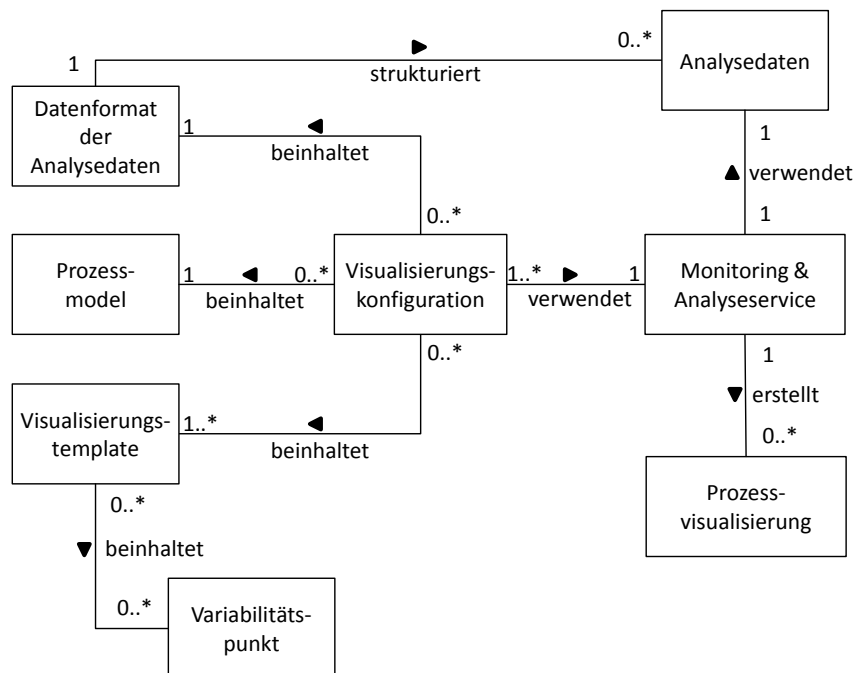 0..*
1
strukturiert
Analysedaten
Datenformat
der
Analysedaten
1
beinhaltet
0..*
1
verwendet
1
Prozess-
model
1
beinhaltet
0..*
Visualisierungs-
konfiguration
1..*
verwendet
1
Monitoring &
Analyseservice
0..*
1
erstellt
0..*
Visualisierungs-
template
1..*
beinhaltet
Prozess-
visualisierung
0..*
beinhaltet
0..*
Variabilitäts-
punkt